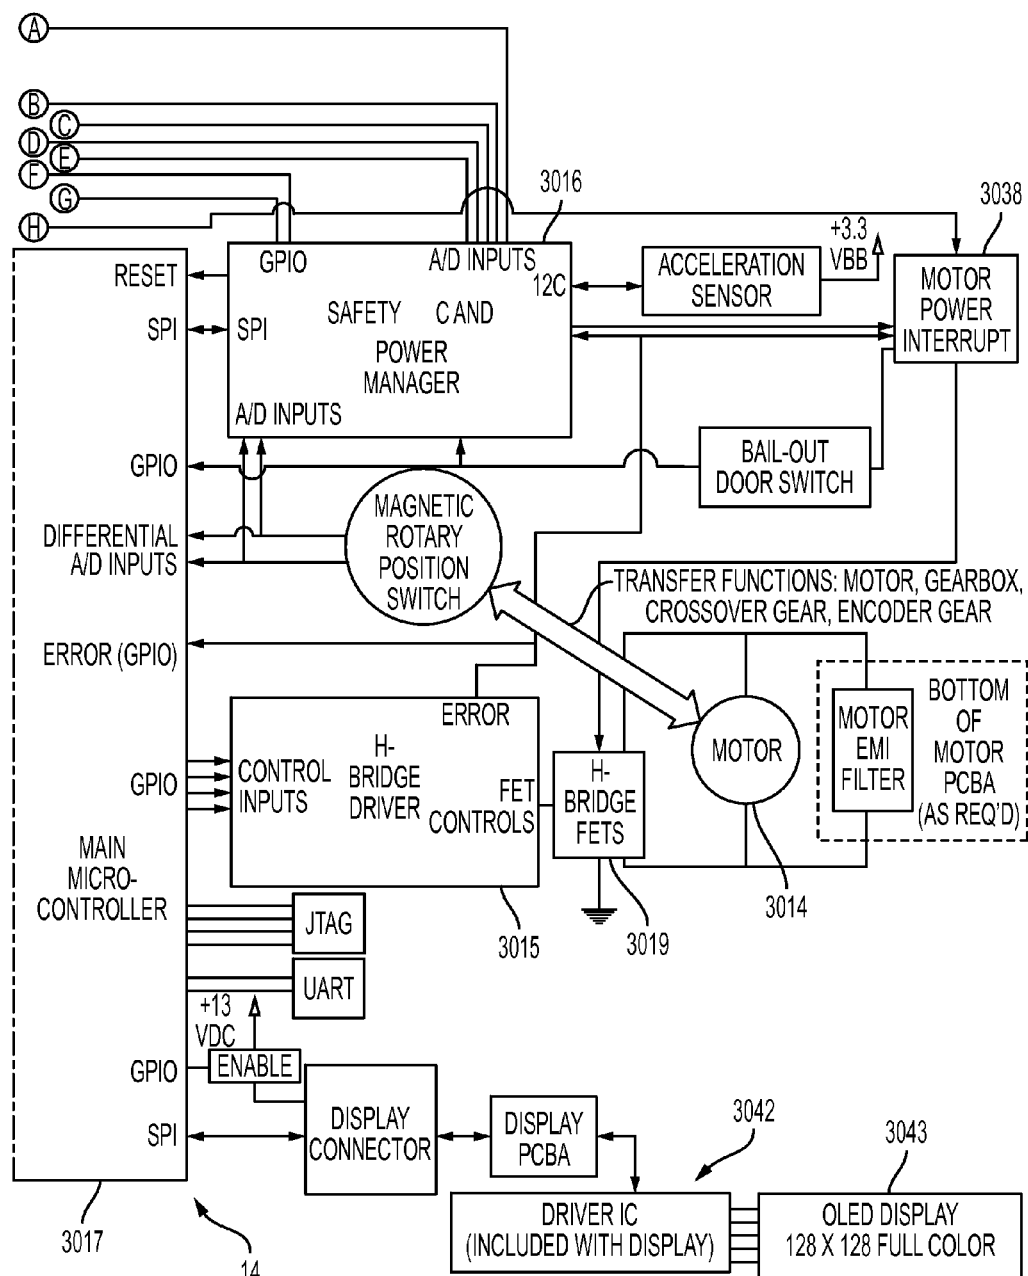 A
B
C
D
E
F
G
H
3016
3038
GPIO
A/D INPUTS
12C
RESET
SPI
SPI
SAFETY C AND
POWER
MANAGER
A/D INPUTS
ACCELERATION
SENSOR
+3.3
VBB
MOTOR
POWER
INTERRUPT
GPIO
BAIL-OUT
DOOR SWITCH
DIFFERENTIAL
A/D INPUTS
MAGNETIC
ROTARY
POSITION
SWITCH
TRANSFER FUNCTIONS: MOTOR, GEARBOX,
CROSSOVER GEAR, ENCODER GEAR
ERROR (GPIO)
ERROR
H-
BRIDGE
DRIVER
GPIO
CONTROL
INPUTS
FET
CONTROLS
H-
BRIDGE
FETS
MOTOR
MOTOR
EMI
FILTER
BOTTOM
OF
MOTOR
PCBA
(AS REQ'D)
MAIN
MICRO-
CONTROLLER
JTAG
3015
3019
3014
UART
+13
VDC
GPIO
ENABLE
SPI
DISPLAY
CONNECTOR
DISPLAY
PCBA
3042
3043
DRIVER IC
(INCLUDED WITH DISPLAY)
OLED DISPLAY
128 X 128 FULL COLOR
3017
14